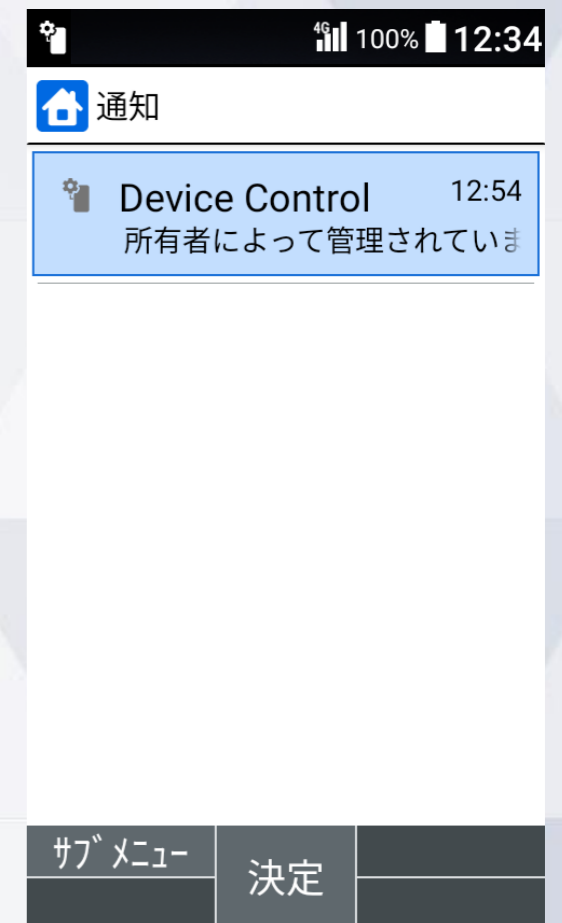 4G 100% 12:34
通知
Device Control 12:54
所有者によって管理されていま
ｻﾌﾞﾒﾆｭｰ
決定